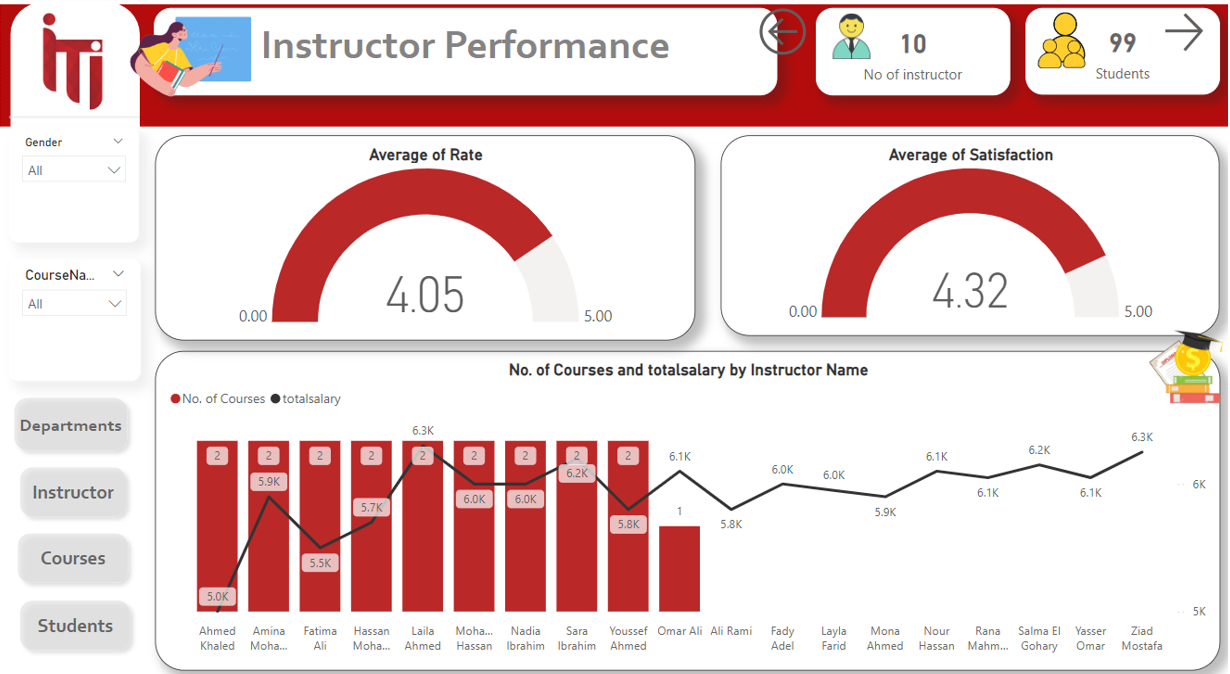 iTi
Instructor Performance
10
No of instructor
99
Students
Gender
All
CourseNa...
All
Departments
Instructor
Courses
Students
Average of Rate
4.05
0.00
5.00
Average of Satisfaction
4.32
0.00
5.00
No. of Courses and totalsalary by Instructor Name
No. of Courses totalsalary
2 2 2 2 2 2 2 2 2 1
5.0K 5.9K 5.5K 5.7K 6.3K 6.0K 6.0K 6.2K 5.8K 6.1K 5.8K 6.0K 6.0K 5.9K 6.1K 6.1K 6.2K 6.1K 6.3K
6K
5K
Ahmed Khaled
Amina Moha...
Fatima Ali
Hassan Moha...
Laila Ahmed
Moha... Hassan
Nadia Ibrahim
Sara Ibrahim
Youssef Ahmed
Omar Ali
Ali Rami
Fady Adel
Layla Farid
Mona Ahmed
Nour Hassan
Rana Mahm...
Salma El Gohary
Yasser Omar
Ziad Mostafa